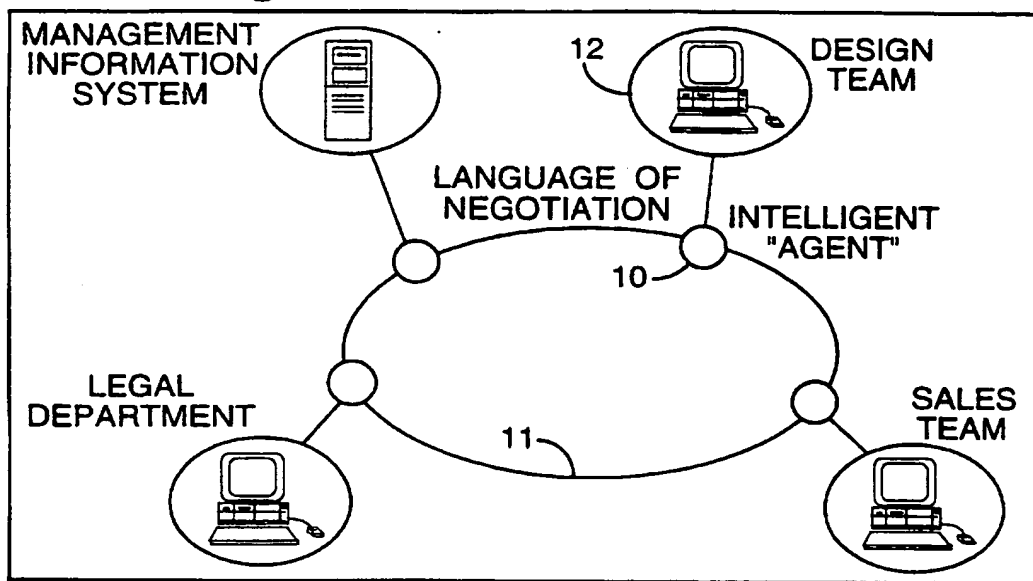 MANAGEMENT
INFORMATION
SYSTEM
12
DESIGN
TEAM
LANGUAGE OF
NEGOTIATION
INTELLIGENT
"AGENT"
10
LEGAL
DEPARTMENT
11
SALES
TEAM